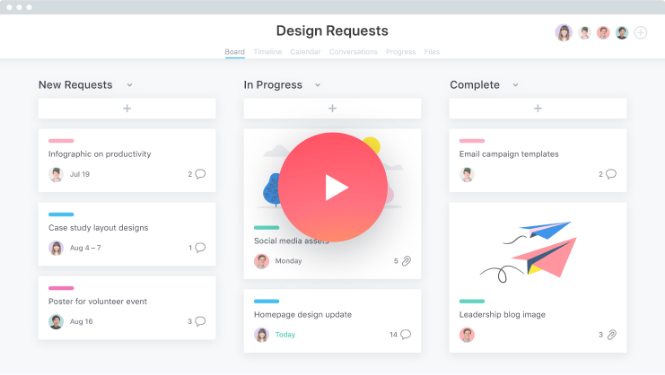 Design Requests
Board Timeline Calendar Conversations Progress Files
New Requests
Infographic on productivity
Jul 19 2
Case study layout designs
Aug 4 – 7 1
Poster for volunteer event
Aug 16 3
In Progress
Social media assets
Monday 5
Homepage design update
Today 14
Complete
Email campaign templates
2
Leadership blog image
3